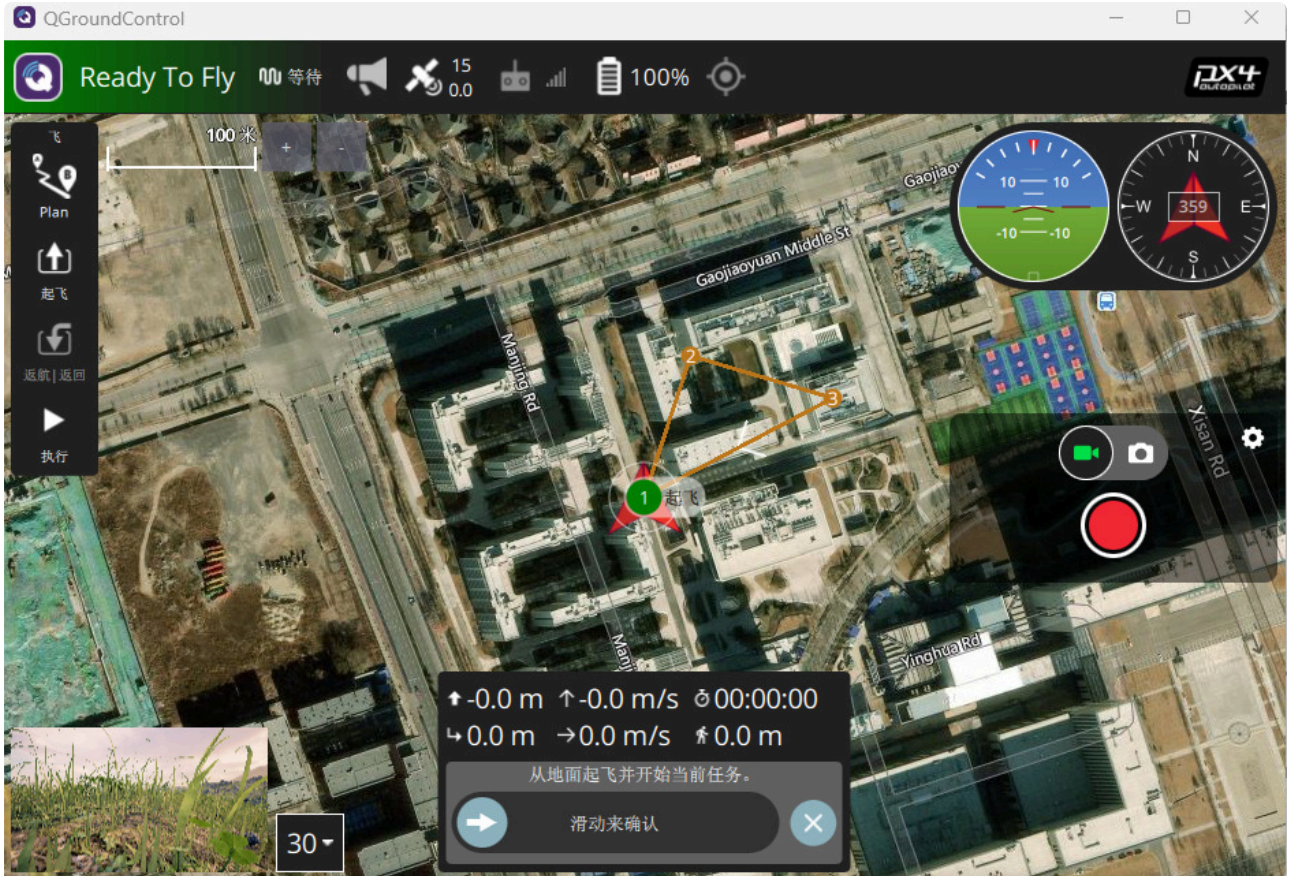 QGroundControl
Ready To Fly
等待
15
0.0
100%
px4
autopilot
飞
Plan
起飞
返航|返回
执行
100 米
+
-
10 10
-10 -10
N
W 359 E
S
Gaojiaoyuan Middle St
Manjing Rd
2
3
1 起飞
Xisan Rd
Yinghua Rd
-0.0 m -0.0 m/s 00:00:00
0.0 m 0.0 m/s 0.0 m
从地面起飞并开始当前任务。
滑动来确认
30